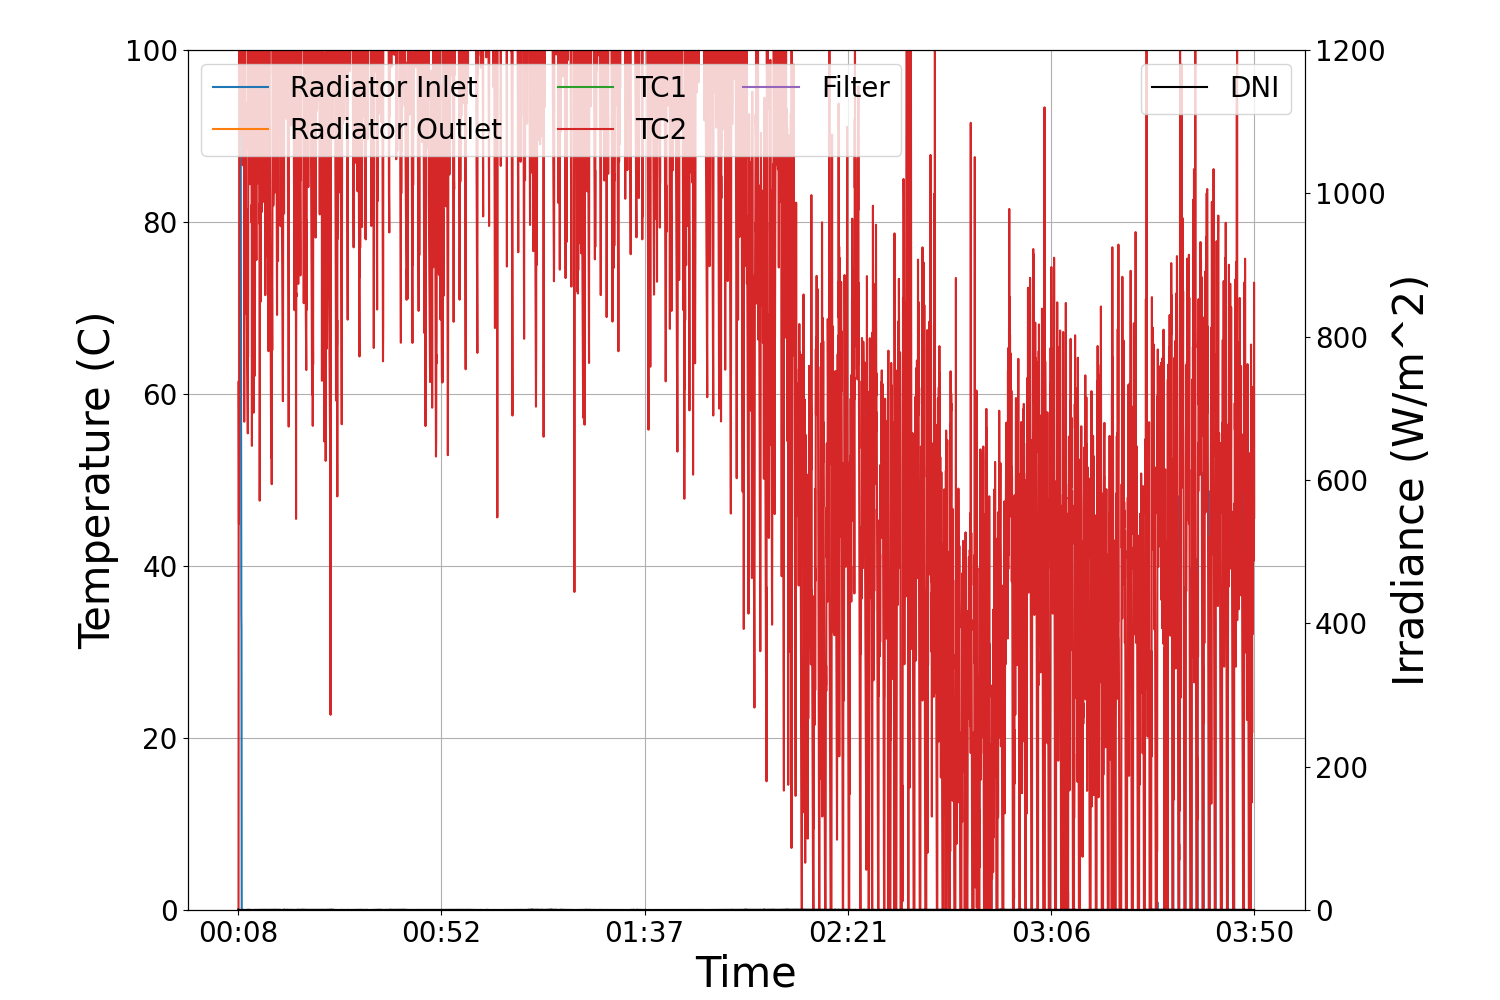 100
80
60
40
20
0
Temperature (C)
Radiator Inlet
Radiator Outlet
TC1
TC2
Filter
DNI
1200
1000
800
600
400
200
0
Irradiance (W/m^2)
00:08
00:52
01:37
02:21
03:06
03:50
Time